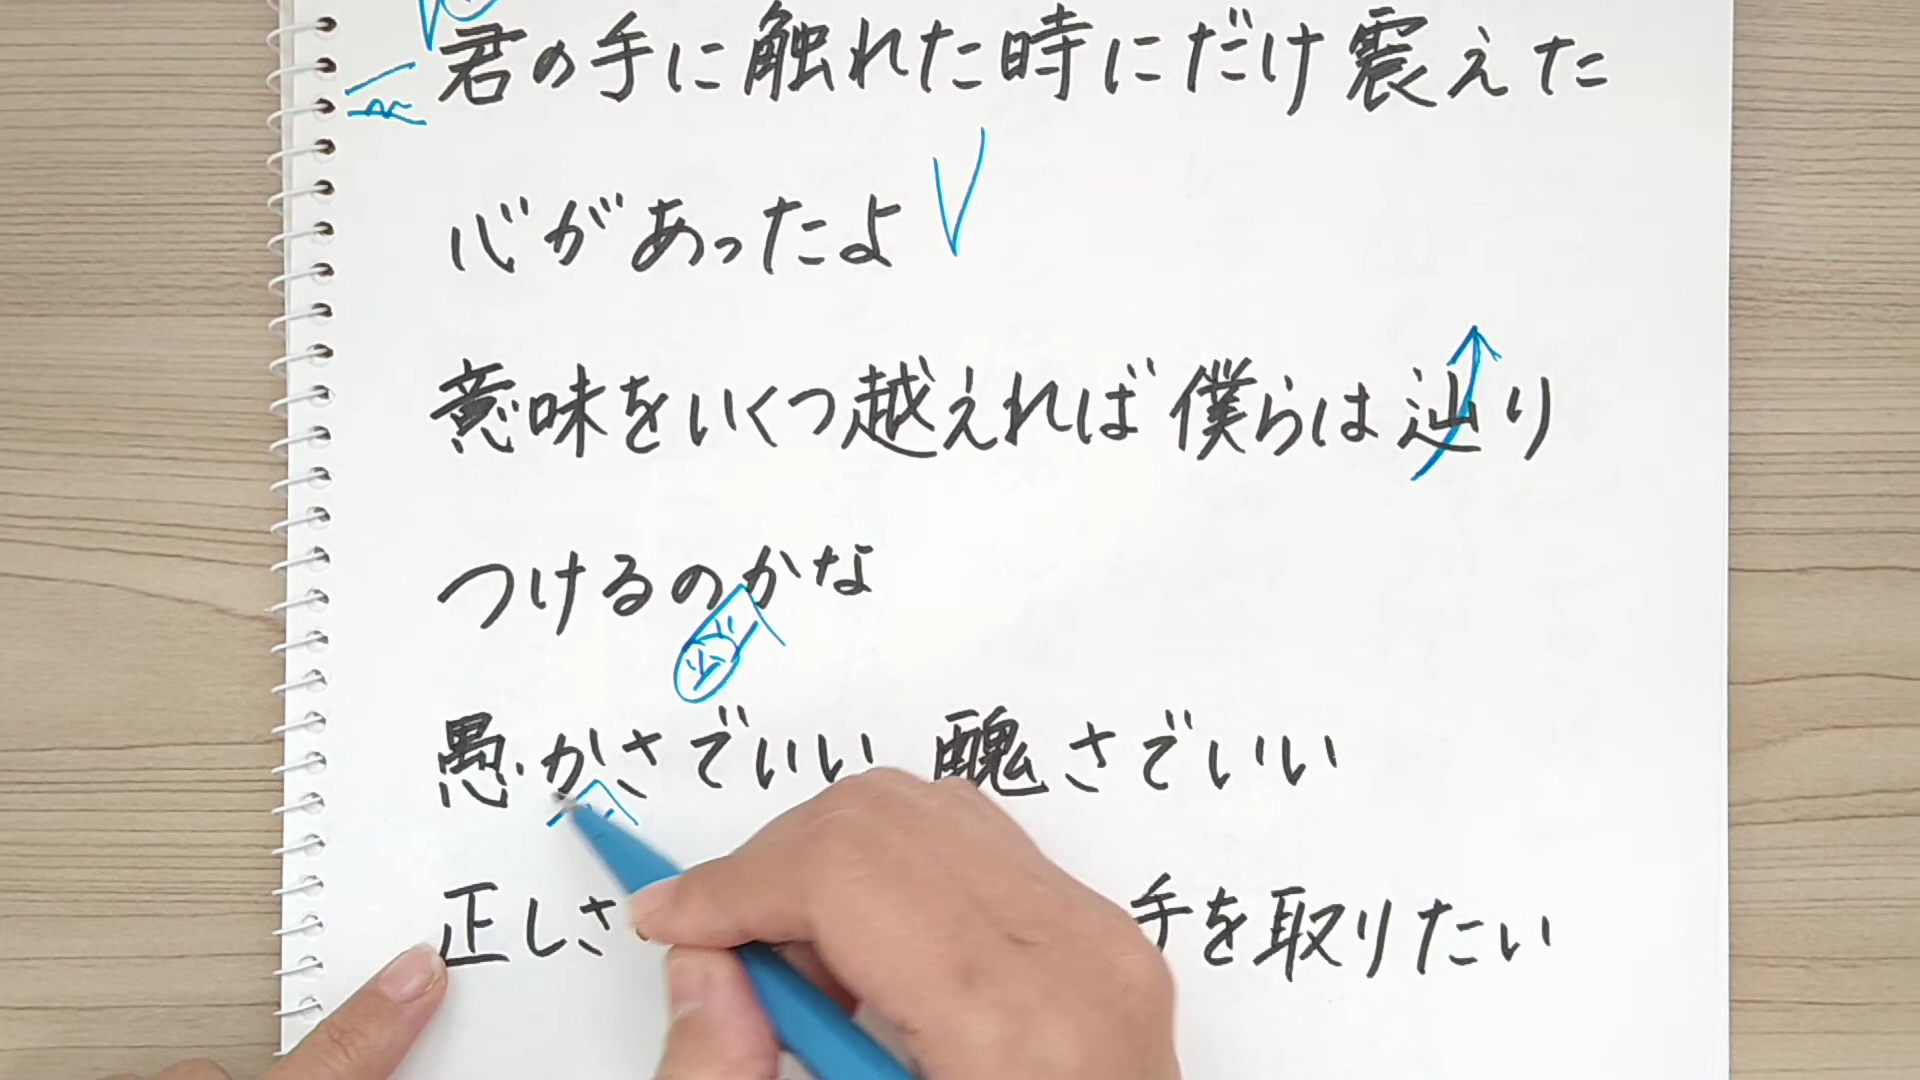 君の手に触れた時にだけ震えた
心があったよ
意味をいくつ越えれば僕らは辿り
つけるのかな
愚かさでいい 醜さでいい
正しさ 手を取りたい